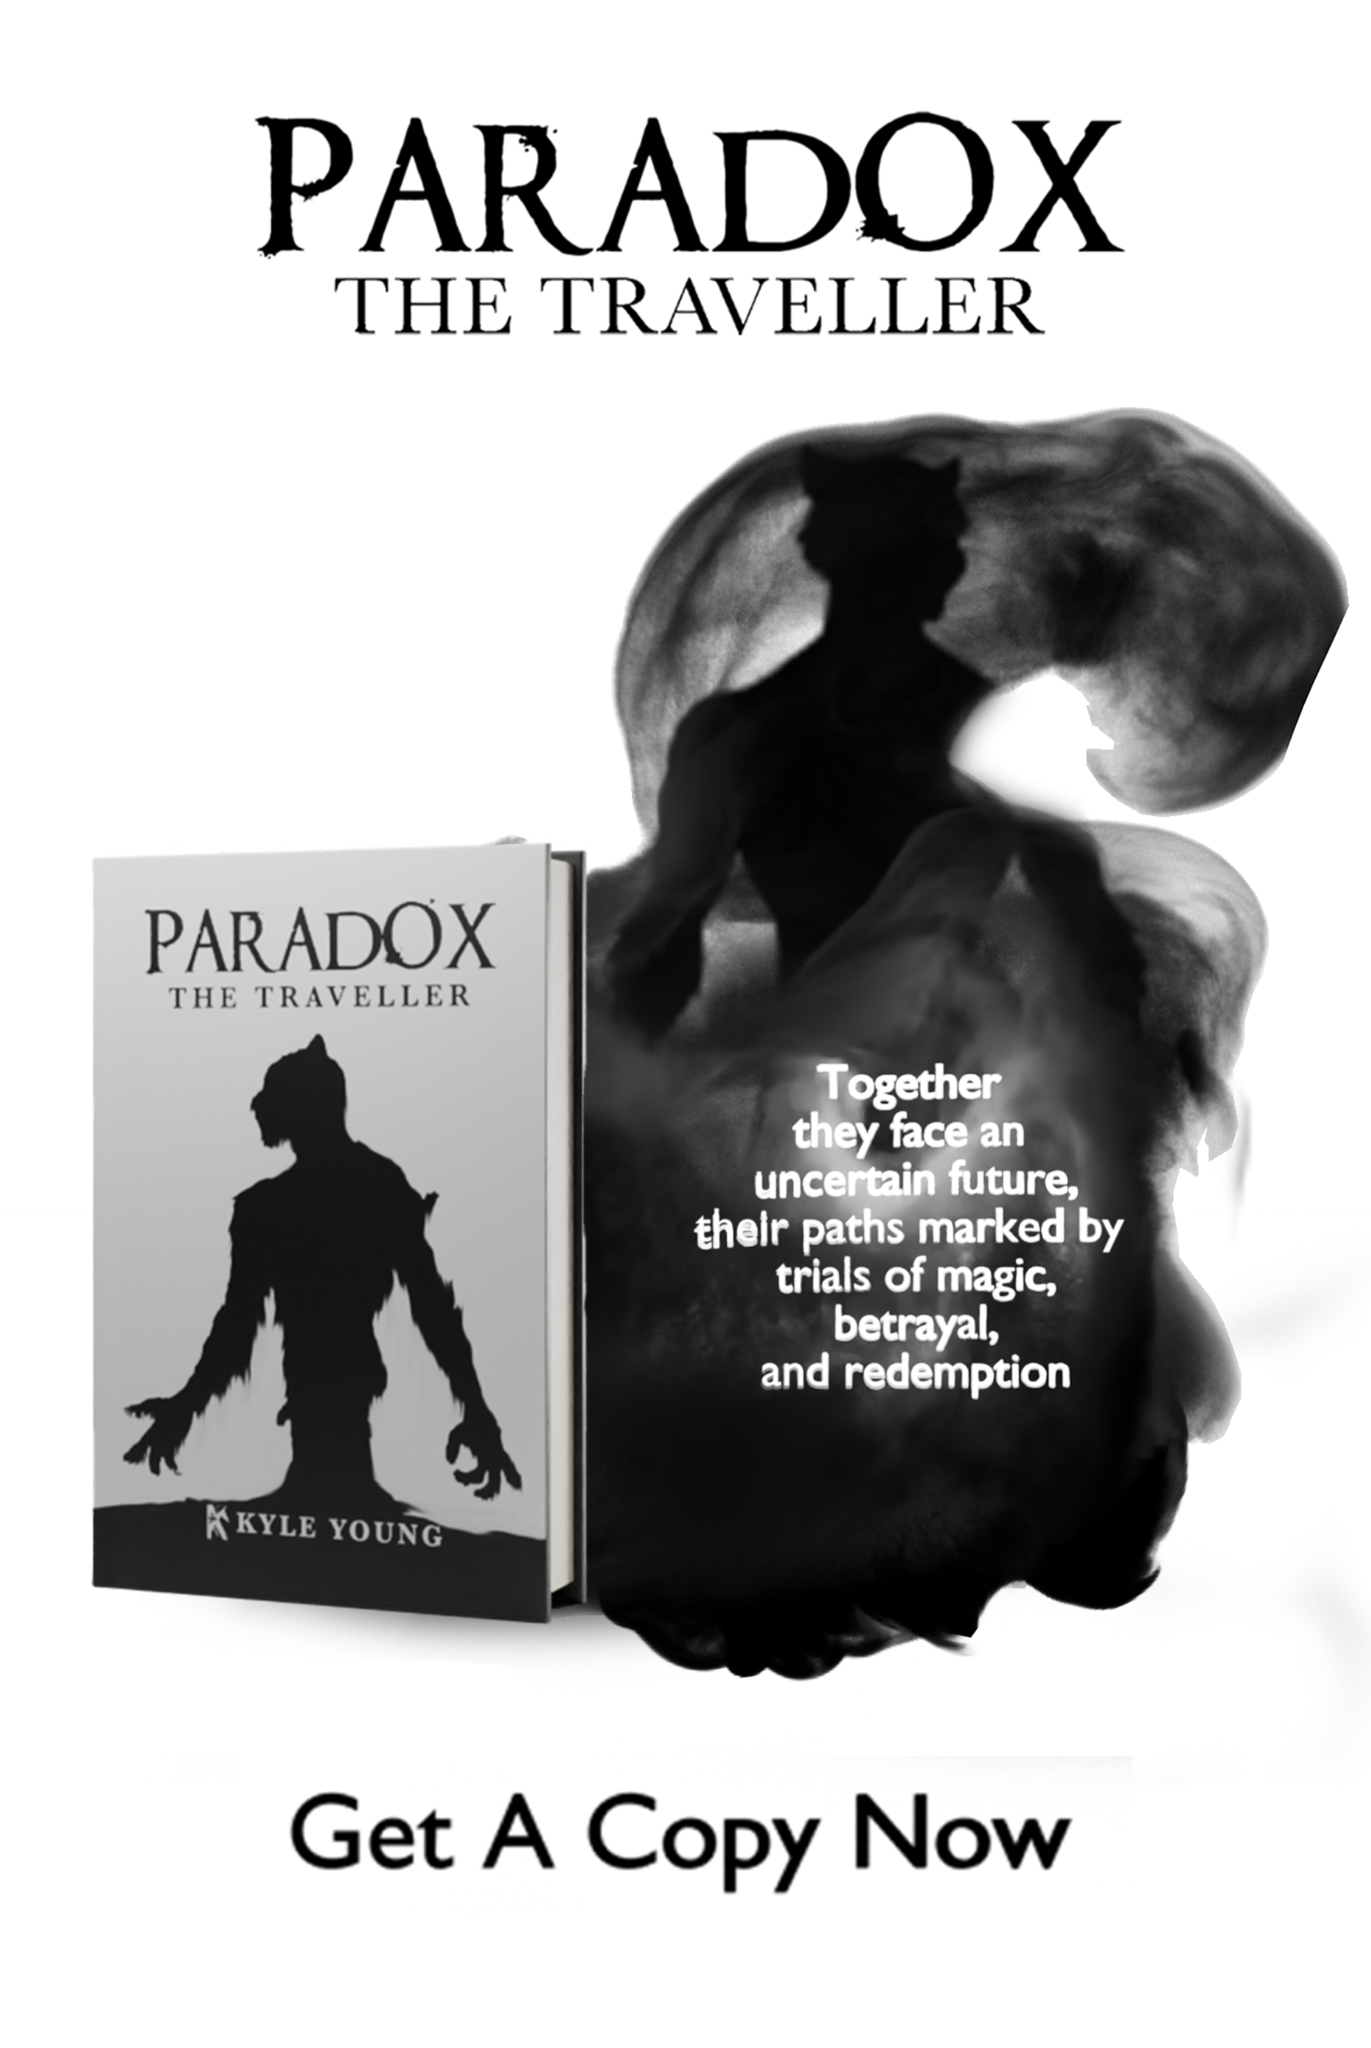 PARADOX
THE TRAVELLER
PARADOX
THE TRAVELLER
KYLE YOUNG
Together
they face an
uncertain future,
their paths marked by
trials of magic,
betrayal,
and redemption
Get A Copy Now